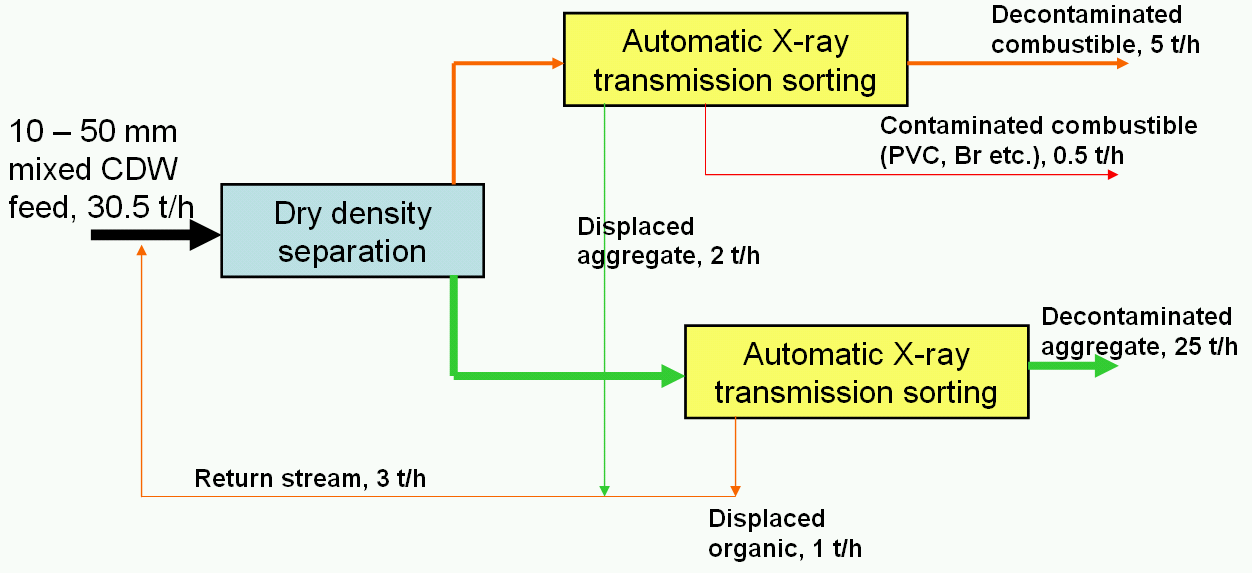 Automatic X-ray
transmission sorting
Decontaminated
combustible, 5 t/h
Contaminated combustible
(PVC, Br etc.), 0.5 t/h
10 – 50 mm
mixed CDW
feed, 30.5 t/h
Dry density
separation
Displaced
aggregate, 2 t/h
Automatic X-ray
transmission sorting
Decontaminated
aggregate, 25 t/h
Return stream, 3 t/h
Displaced
organic, 1 t/h